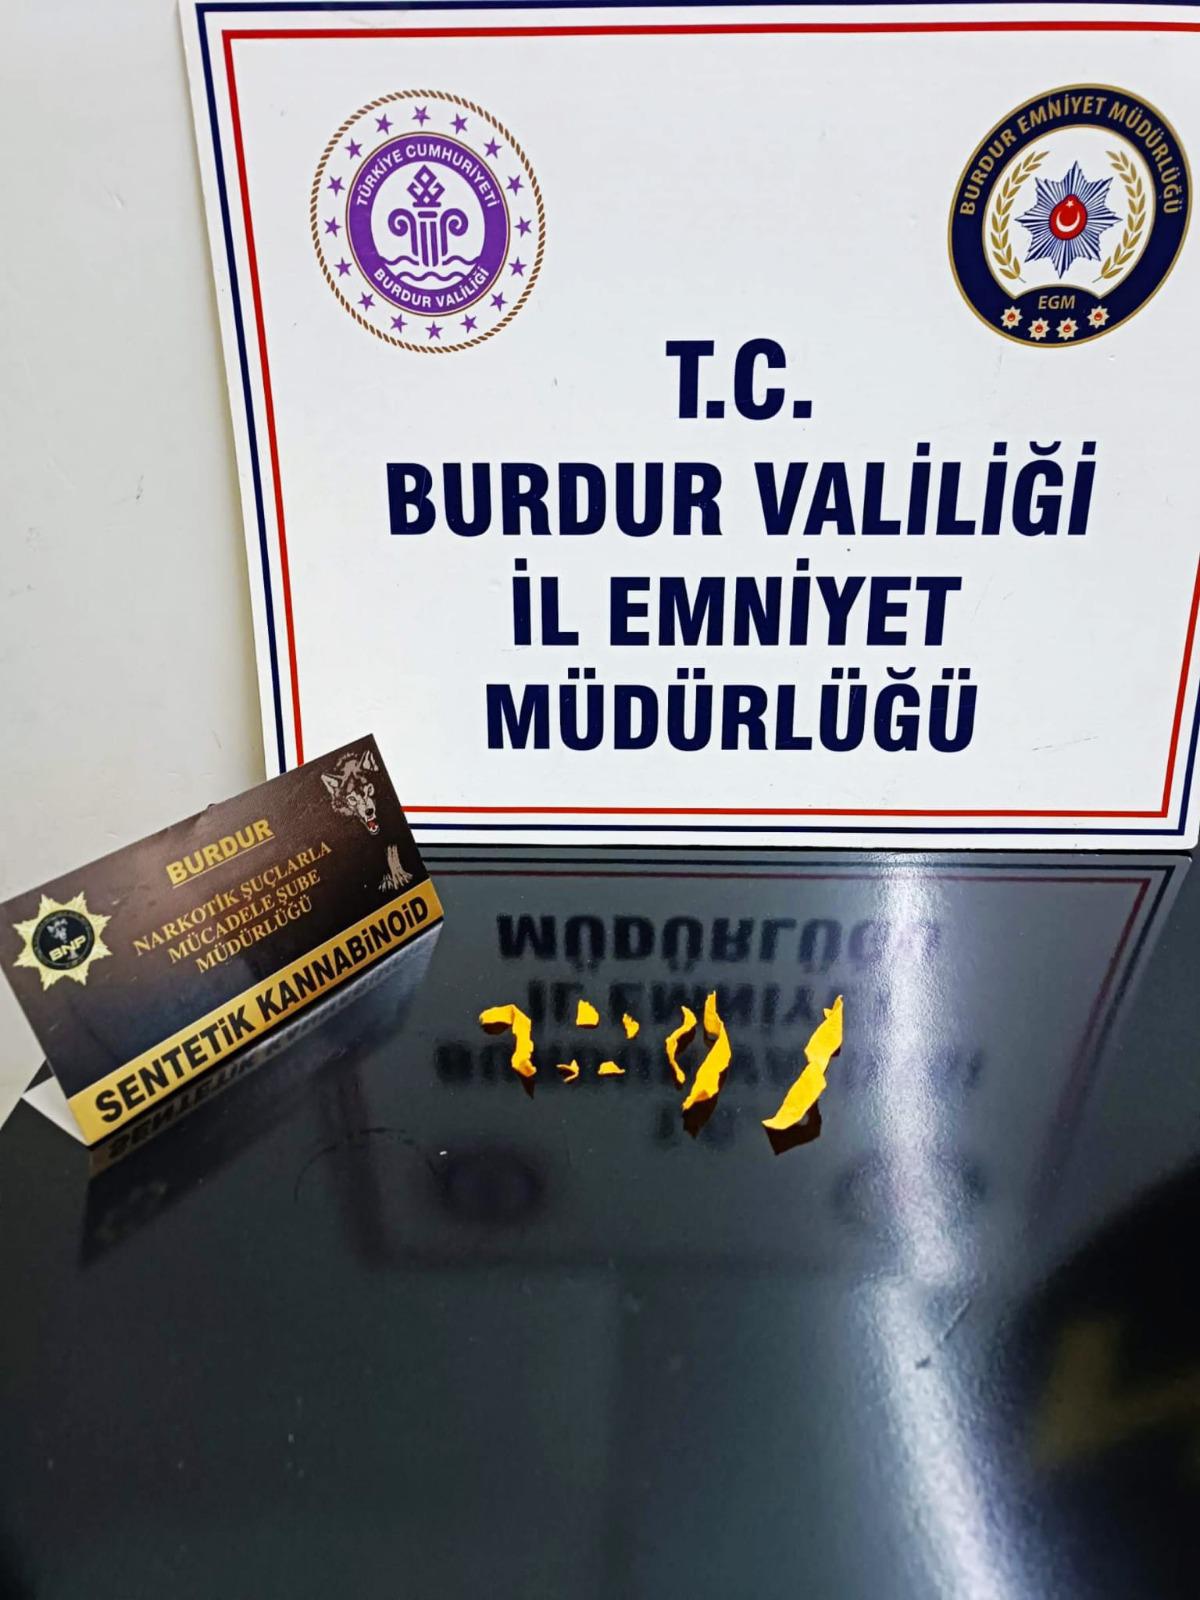 TÜRKİYE CUMHURİYETİ
BURDUR VALİLİĞİ
BURDUR EMNİYET MÜDÜRLÜĞÜ
EGM
T.C.
BURDUR VALİLİĞİ
İL EMNİYET
MÜDÜRLÜĞÜ
BURDUR
NARKOTİK SUÇLARLA
MÜCADELE ŞUBE
MÜDÜRLÜĞÜ
BNP
SENTETİK KANNABİNOİD